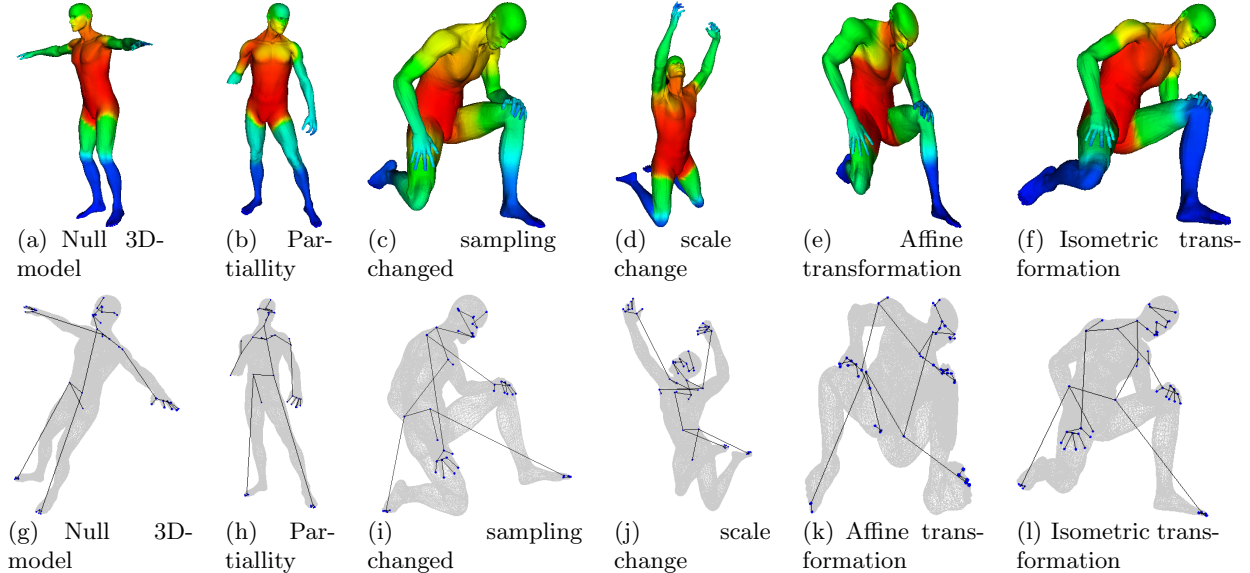 (a) Null 3D-
model
(b) Par-
tiallity
(c) sampling
changed
(d) scale
change
(e) Affine
transformation
(f) Isometric trans-
formation
(g) Null 3D-
model
(h) Par-
tiallity
(i) sampling
changed
(j) scale
change
(k) Affine trans-
formation
(l) Isometric trans-
formation